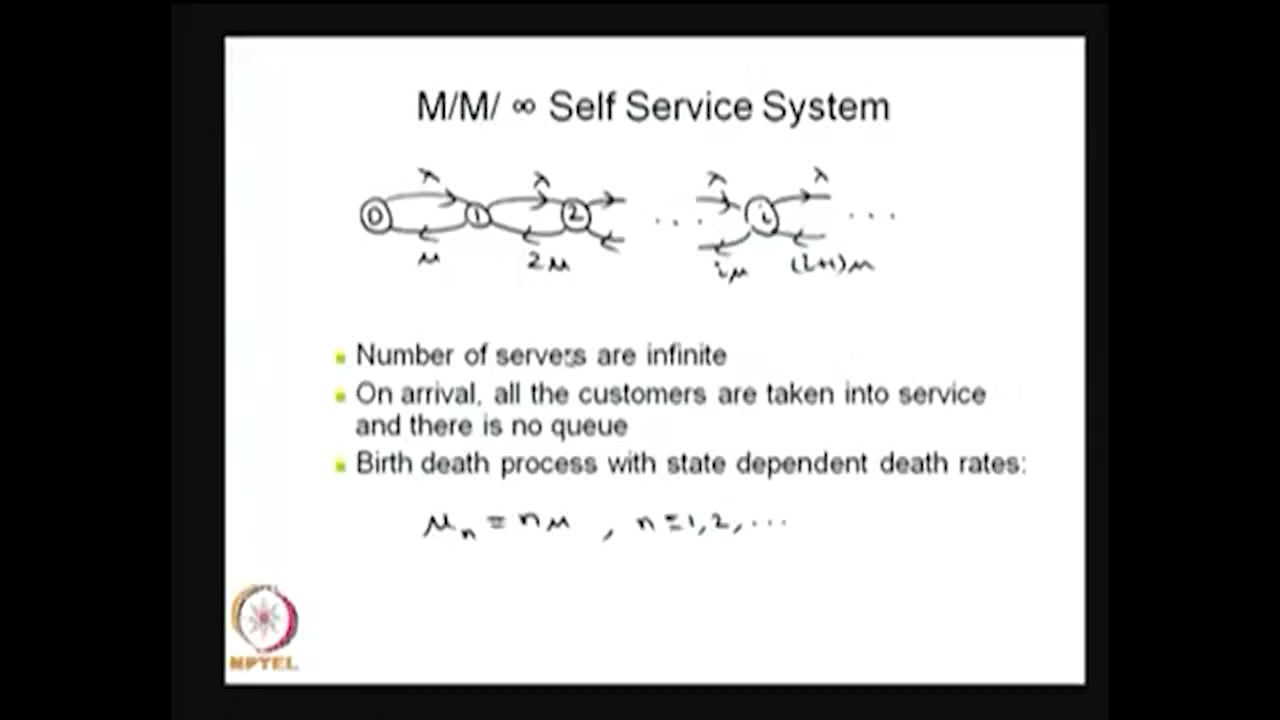 M/M/ ∞ Self Service System
λ λ λ λ
0 1 2 ... i ...
μ 2μ iμ (i+1)μ
Number of servers are infinite
On arrival, all the customers are taken into service
and there is no queue
Birth death process with state dependent death rates:
μn = nμ , n=1,2,...
NPTEL